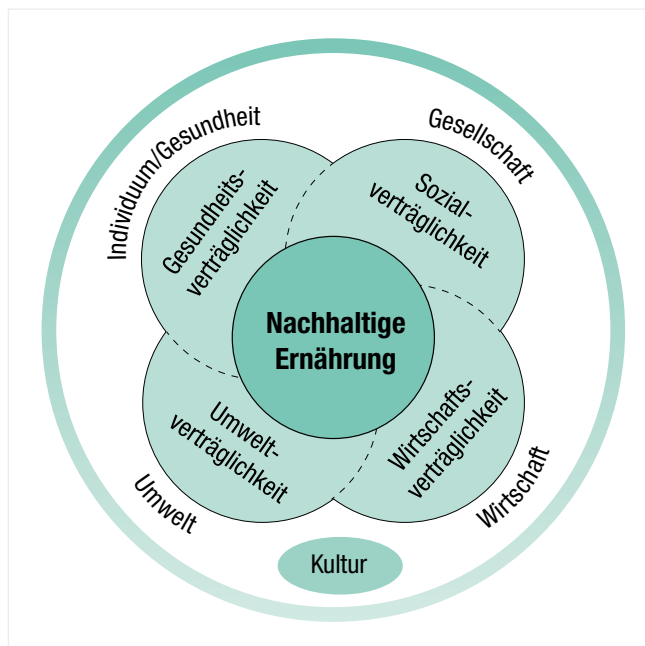 Individuum/Gesundheit
Gesellschaft
Gesundheits-
verträglichkeit
Sozial-
verträglichkeit
Nachhaltige
Ernährung
Umwelt-
verträglichkeit
Wirtschafts-
verträglichkeit
Umwelt
Wirtschaft
Kultur